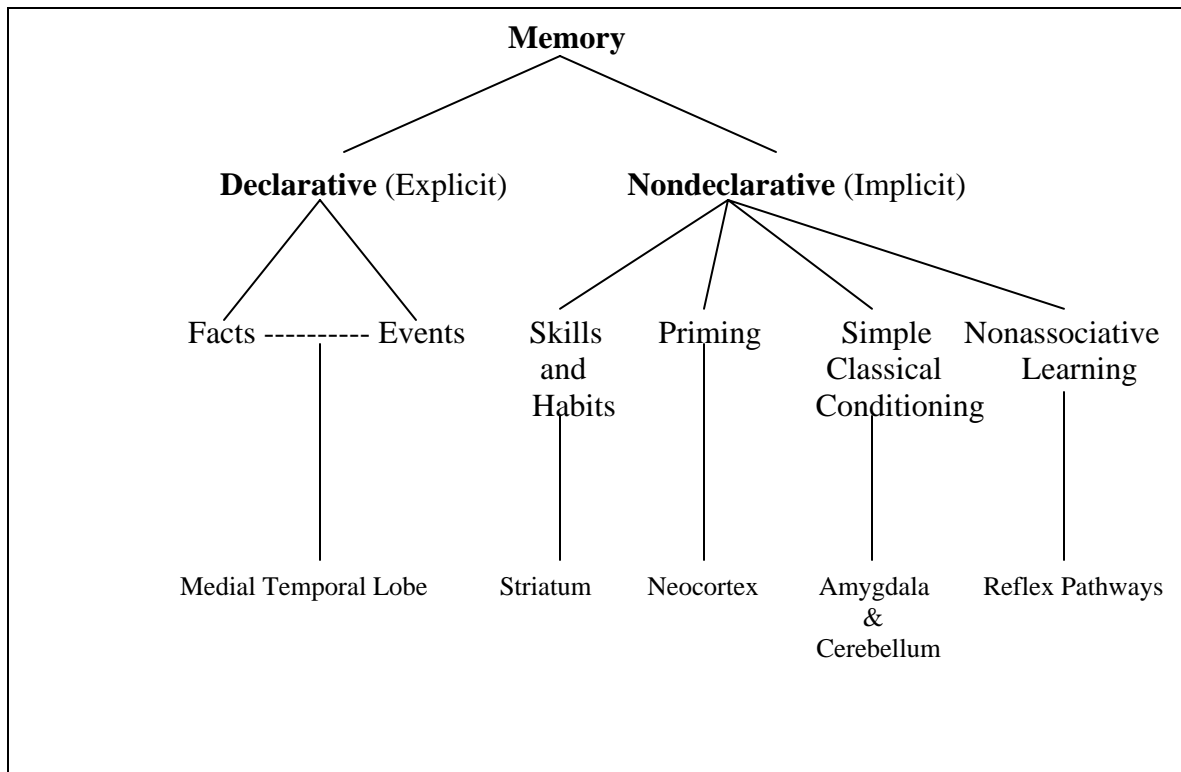 Memory
Declarative (Explicit) Nondeclarative (Implicit)
Facts ---------- Events Skills Priming Simple Nonassociative
and Classical Learning
Habits Conditioning
Medial Temporal Lobe Striatum Neocortex Amygdala Reflex Pathways
&
Cerebellum